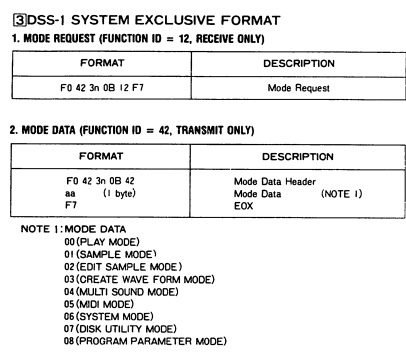 3 DSS-1 SYSTEM EXCLUSIVE FORMAT
1. MODE REQUEST (FUNCTION ID = 12, RECEIVE ONLY)
FORMAT DESCRIPTION
F0 42 3n 0B 12 F7 Mode Request
2. MODE DATA (FUNCTION ID = 42, TRANSMIT ONLY)
FORMAT DESCRIPTION
F0 42 3n 0B 42 Mode Data Header
aa (1 byte) Mode Data (NOTE 1)
F7 EOX
NOTE 1: MODE DATA
00 (PLAY MODE)
01 (SAMPLE MODE)
02 (EDIT SAMPLE MODE)
03 (CREATE WAVE FORM MODE)
04 (MULTI SOUND MODE)
05 (MIDI MODE)
06 (SYSTEM MODE)
07 (DISK UTILITY MODE)
08 (PROGRAM PARAMETER MODE)